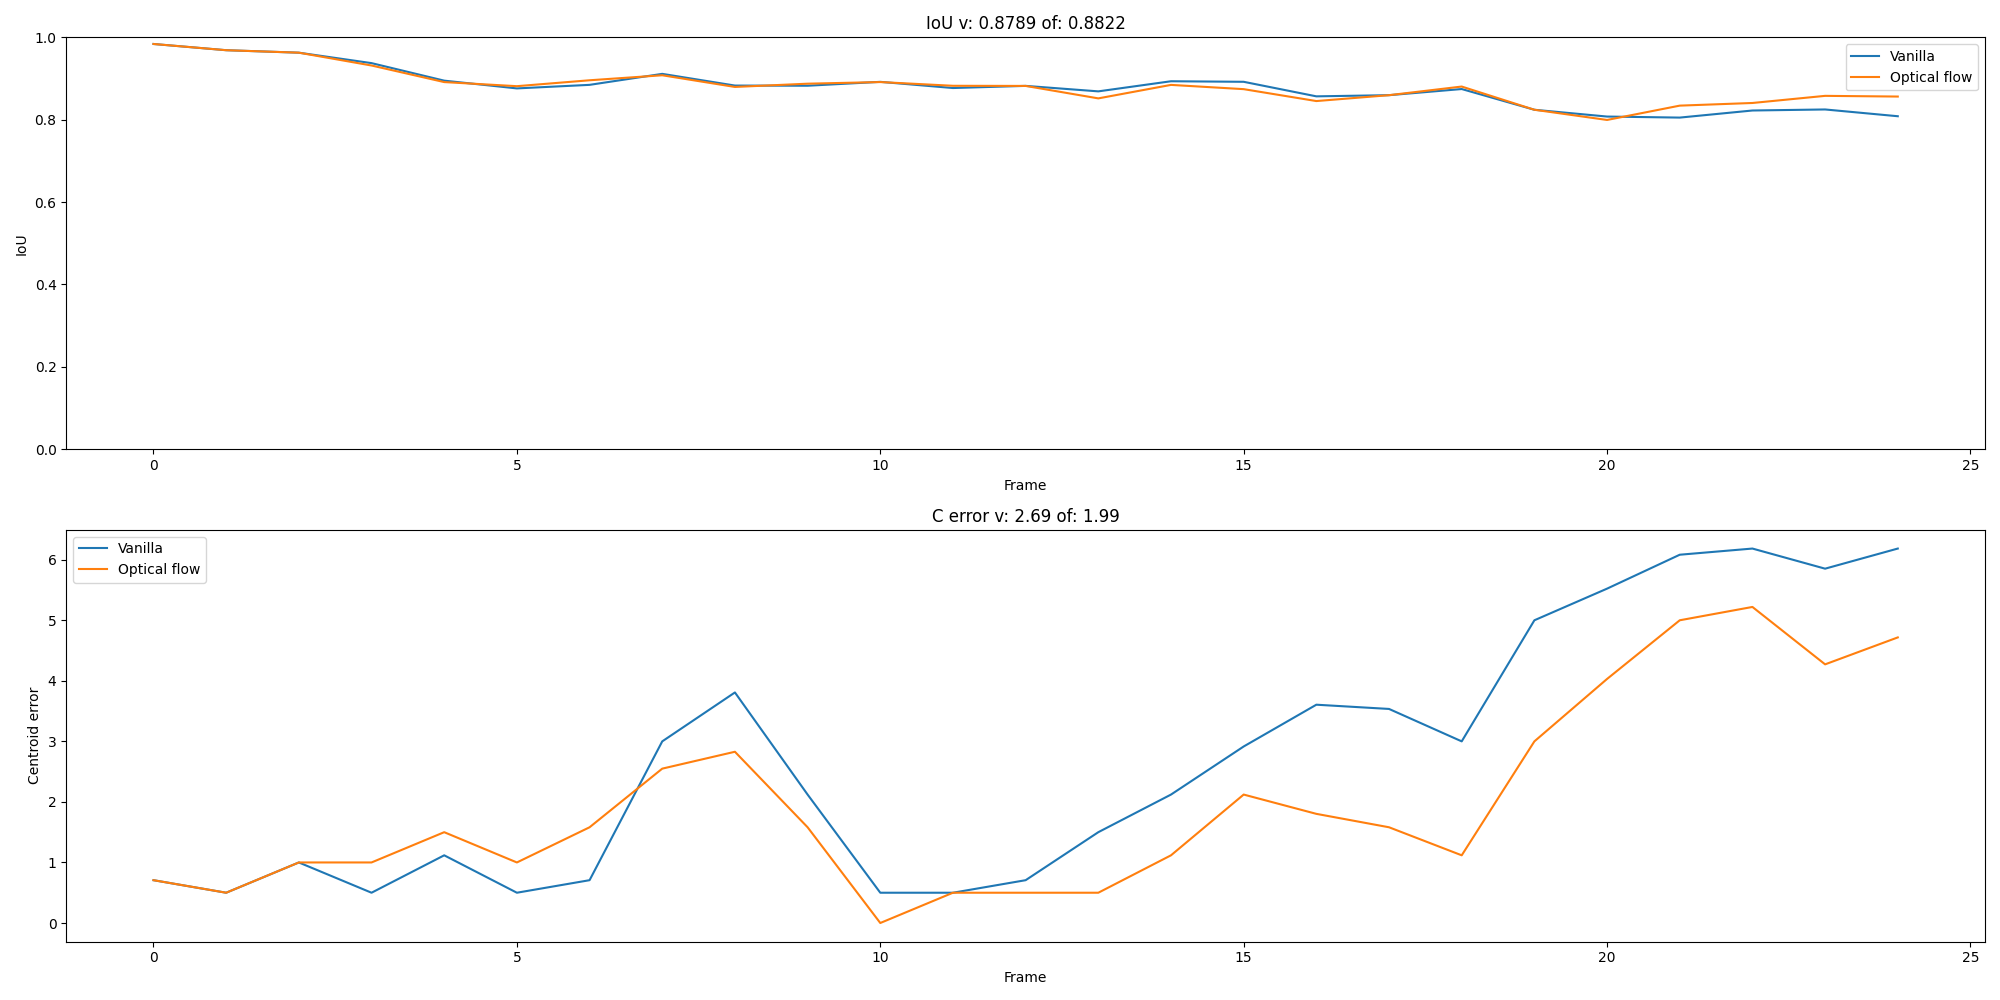 IoU v: 0.8789 of: 0.8822
1.0
0.8
0.6
0.4
0.2
0.0
IoU
Vanilla
Optical flow
0 5 10 15 20 25
Frame
C error v: 2.69 of: 1.99
6
5
4
3
2
1
0
Centroid error
Vanilla
Optical flow
0 5 10 15 20 25
Frame